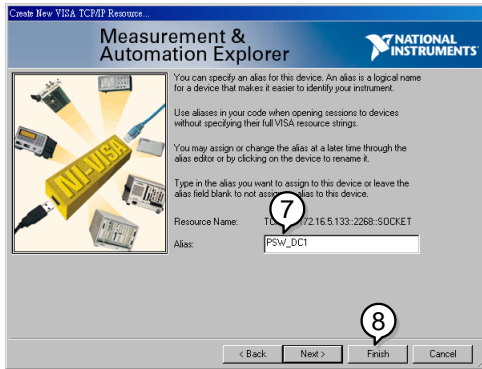 Create New VISA TCP/IP Resource...
Measurement &
Automation Explorer
NATIONAL
INSTRUMENTS
You can specify an alias for this device. An alias is a logical name
for a device that makes it easier to identify your instrument.
Use aliases in your code when opening sessions to devices
without specifying their full VISA resource strings.
You may assign or change the alias at a later time through the
alias editor or by clicking on the device to rename it.
Type in the alias you want to assign to this device or leave the
alias field blank to not alias to this device.
NI-VISA
7
Resource Name: 72.16.5.133::2268::SOCKET
Alias: PSW_DC1
8
< Back Next > Finish Cancel